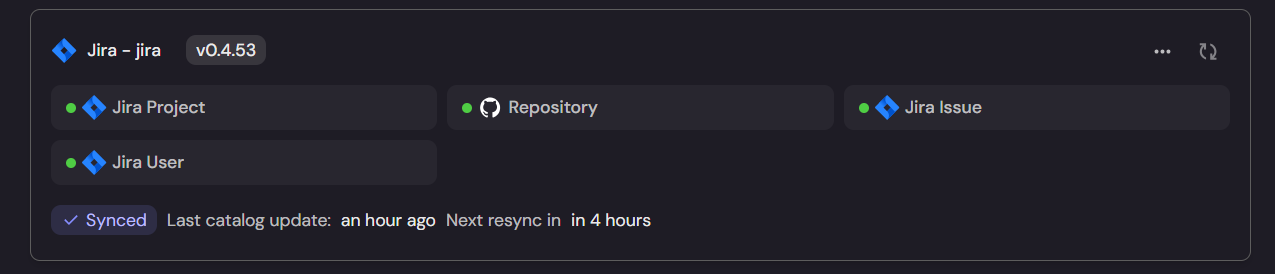 Jira - jira v0.4.53
Jira Project Repository Jira Issue
Jira User
Synced Last catalog update: an hour ago Next resync in in 4 hours